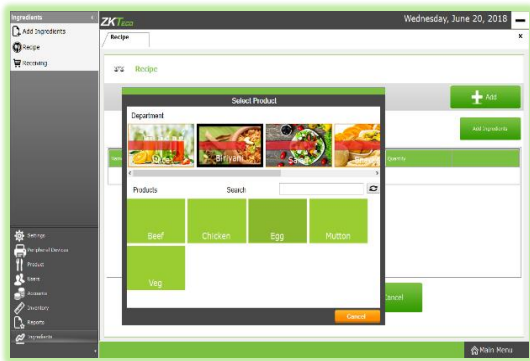 Ingredients
ZKTeco
Wednesday, June 20, 2018
Add Ingredients
Recipe
Receiving
Recipe
x
Recipe
Add
Add Ingredients
Quantity
Select Product
Department
Biriyani
Salad
Products
Search
Beef
Chicken
Egg
Mutton
Veg
Cancel
Cancel
Settings
Peripheral Devices
Product
Users
Accounts
Inventory
Reports
Ingredients
Main Menu